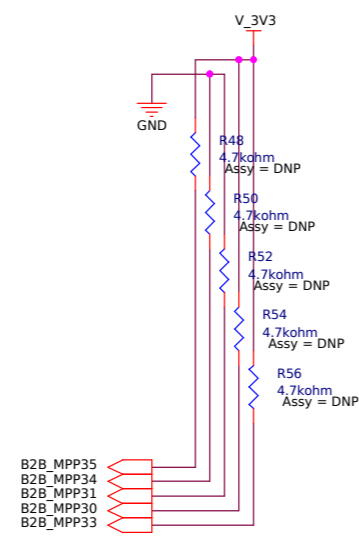 V_3V3
GND
R48
4.7kohm
Assy = DNP
R50
4.7kohm
Assy = DNP
R52
4.7kohm
Assy = DNP
R54
4.7kohm
Assy = DNP
R56
4.7kohm
Assy = DNP
B2B_MPP35
B2B_MPP34
B2B_MPP31
B2B_MPP30
B2B_MPP33